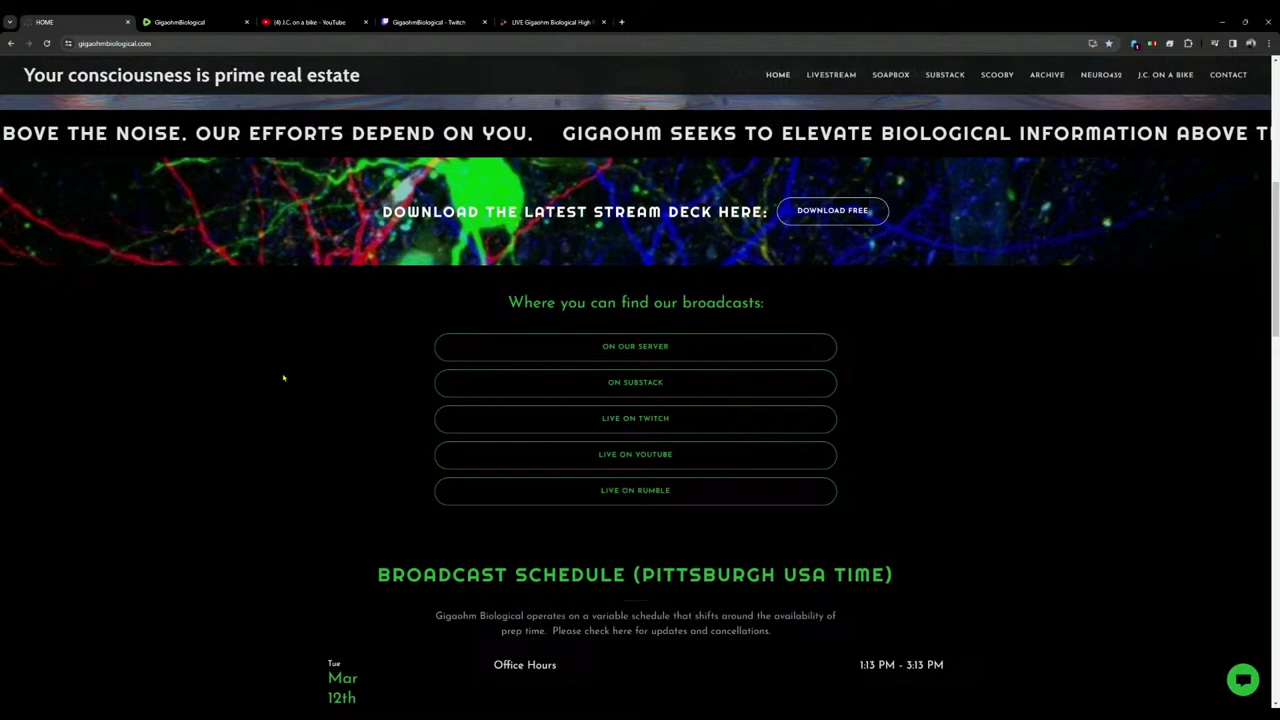 HOME
GigaohmBiological
(4) J.C. on a bike - YouTube
GigaohmBiological - Twitch
LIVE Gigaohm Biological High
gigaohmbiological.com
Your consciousness is prime real estate
HOME
LIVESTREAM
SOAPBOX
SUBSTACK
SCOOBY
ARCHIVE
NEURO432
J.C. ON A BIKE
CONTACT
BOVE THE NOISE. OUR EFFORTS DEPEND ON YOU. GIGAOHM SEEKS TO ELEVATE BIOLOGICAL INFORMATION ABOVE T
DOWNLOAD THE LATEST STREAM DECK HERE:
DOWNLOAD FREE
Where you can find our broadcasts:
ON OUR SERVER
ON SUBSTACK
LIVE ON TWITCH
LIVE ON YOUTUBE
LIVE ON RUMBLE
BROADCAST SCHEDULE (PITTSBURGH USA TIME)
Gigaohm Biological operates on a variable schedule that shifts around the availability of
prep time. Please check here for updates and cancellations.
Tue
Mar
12th
Office Hours
1:13 PM - 3:13 PM